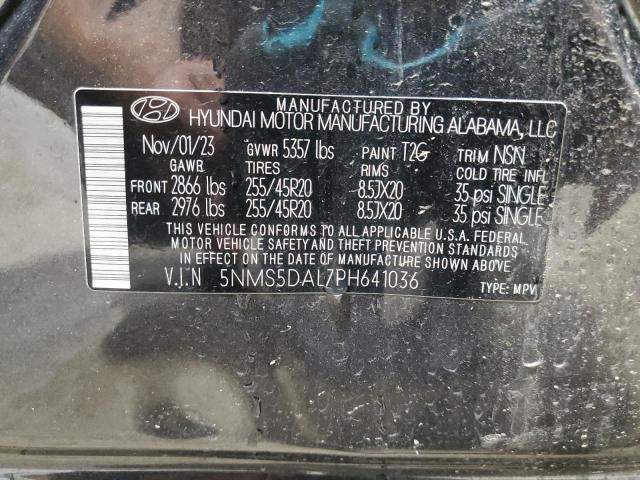 MANUFACTURED BY
HYUNDAI MOTOR MANUFACTURING ALABAMA, LLC
Nov/01/23 GVWR 5357 lbs PAINT T2G TRIM NSN
GAWR TIRES RIMS COLD TIRE INFL
FRONT 2866 lbs 255/45R20 8.5JX20 35 psi SINGLE
REAR 2976 lbs 255/45R20 8.5JX20 35 psi SINGLE
THIS VEHICLE CONFORMS TO ALL APPLICABLE U.S.A. FEDERAL
MOTOR VEHICLE SAFETY AND THEFT PREVENTION STANDARDS
IN EFFECT ON THE DATE OF MANUFACTURE SHOWN ABOVE
V.I.N 5NMS5DAL7PH641036 TYPE: MPV